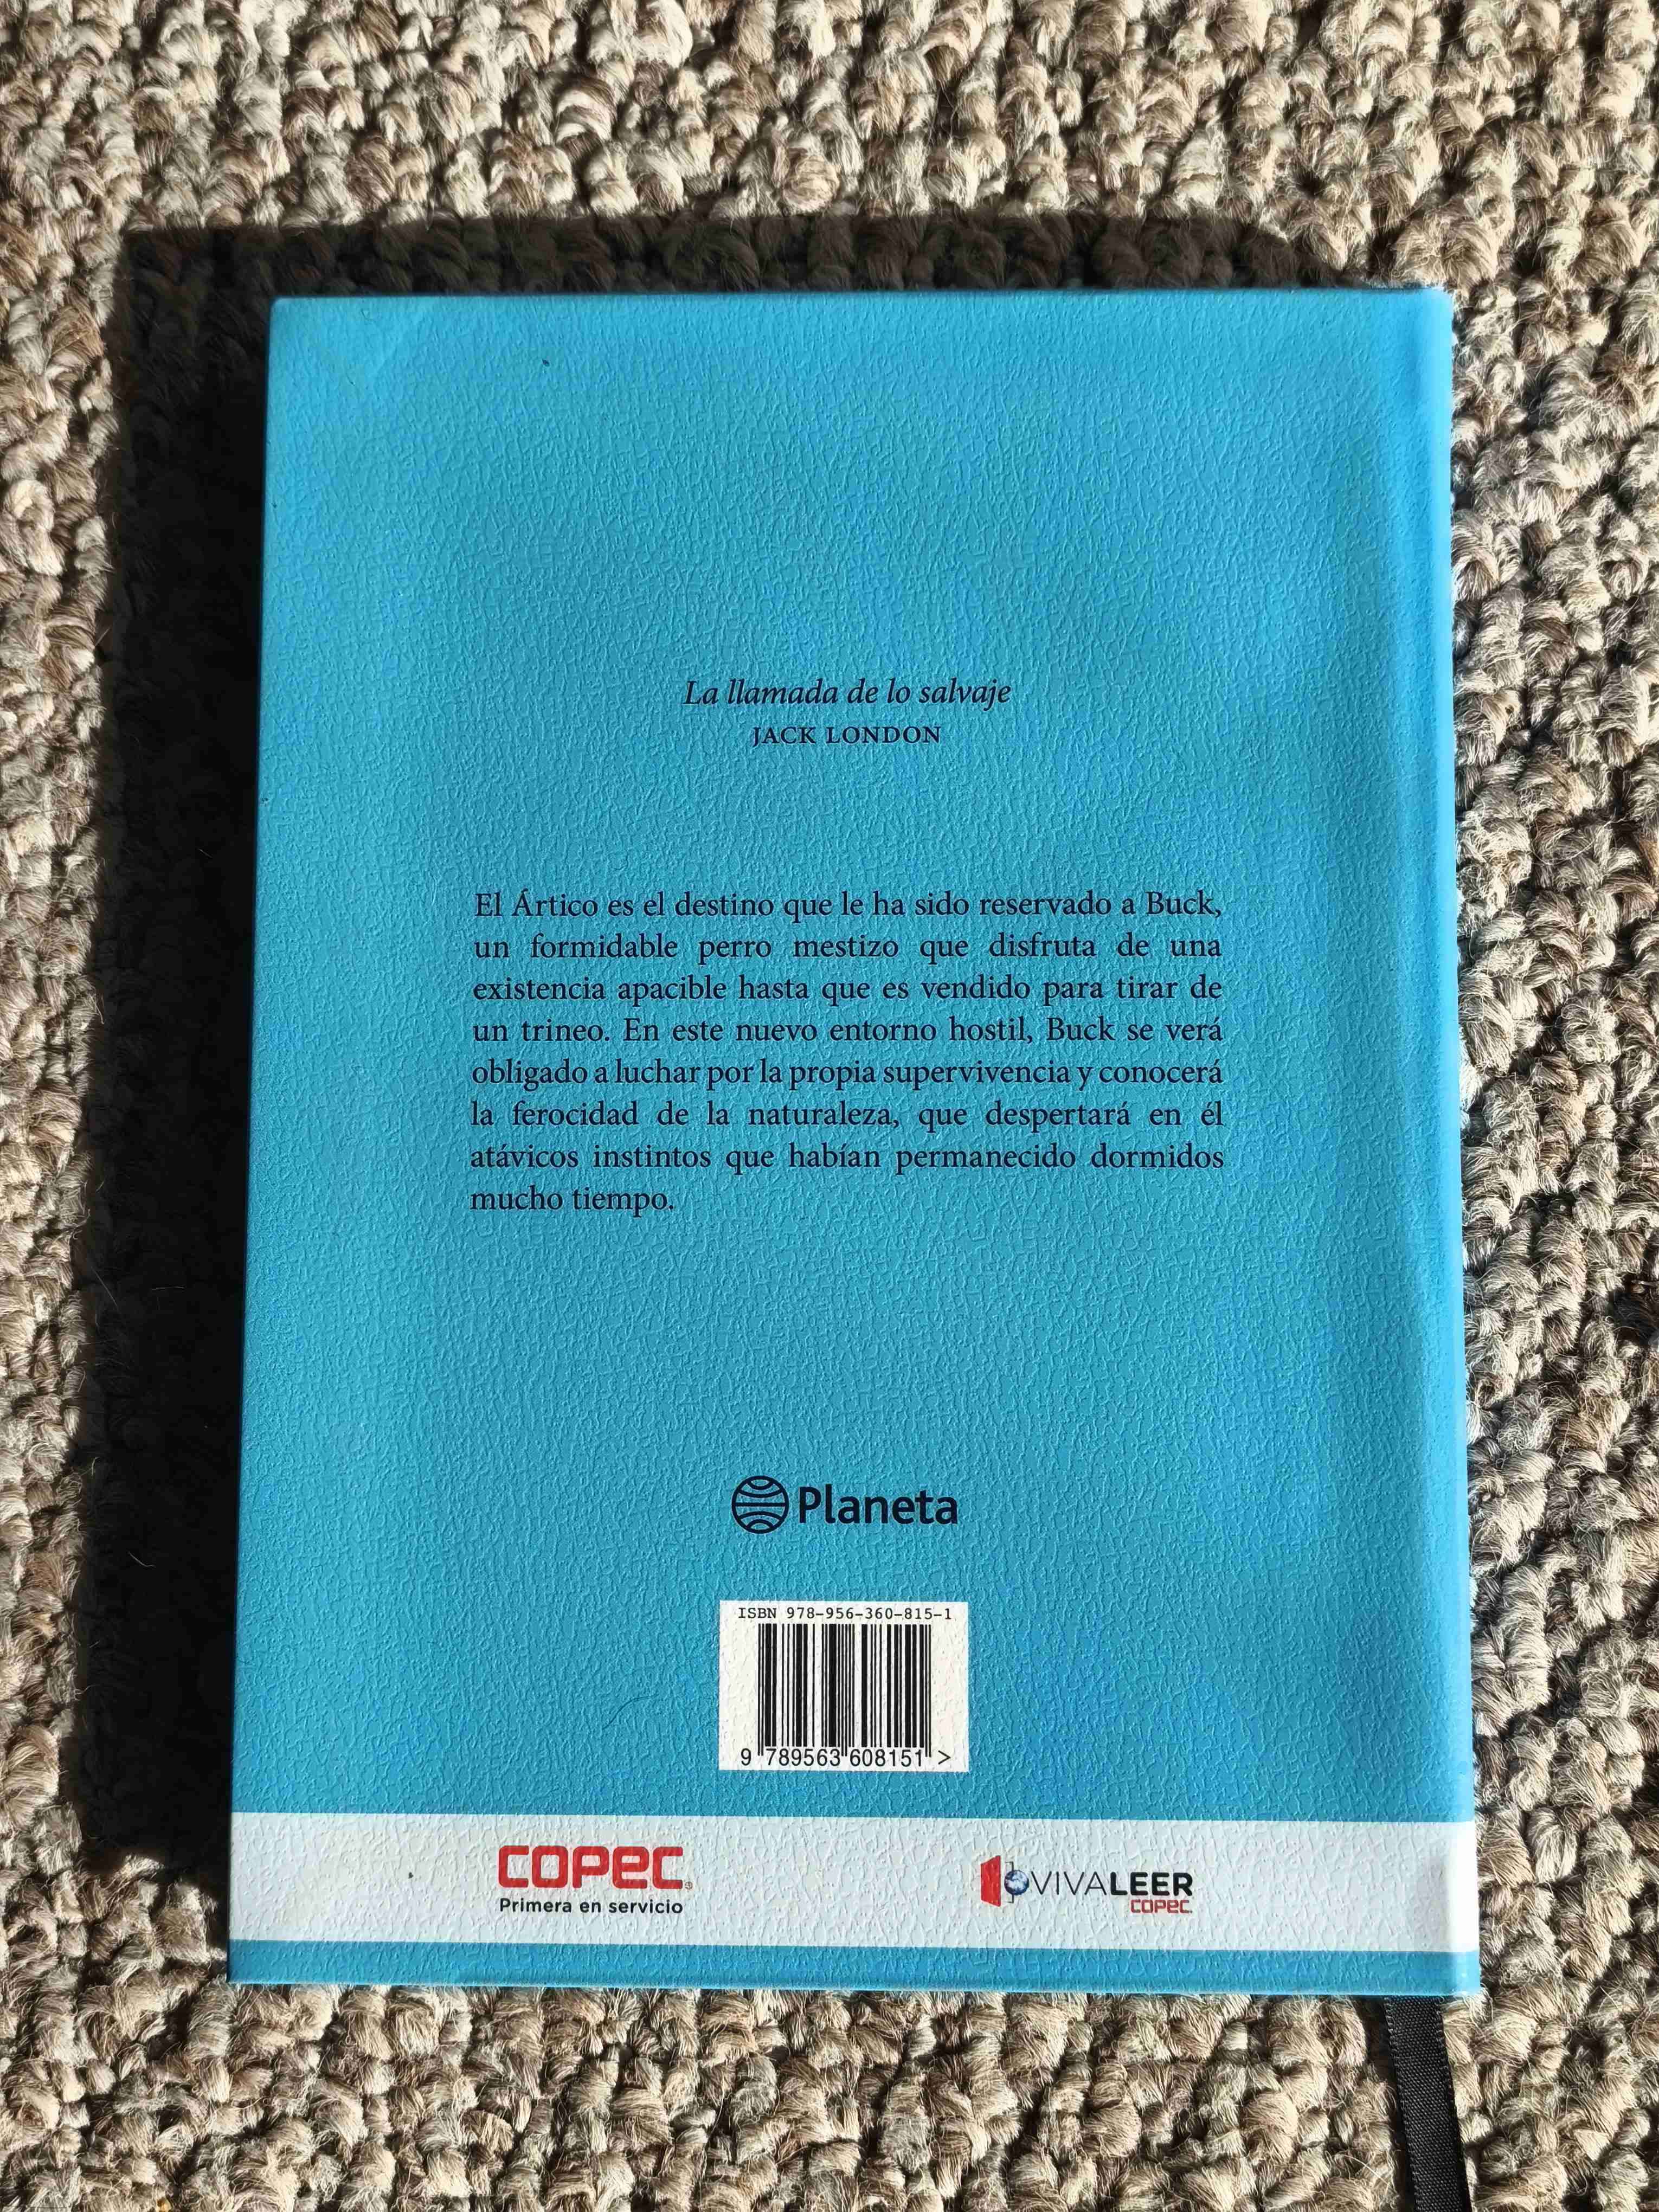 La llamada de lo salvaje
JACK LONDON
El Ártico es el destino que le ha sido reservado a Buck,
un formidable perro mestizo que disfruta de una
existencia apacible hasta que es vendido para tirar de
un trineo. En este nuevo entorno hostil, Buck se verá
obligado a luchar por la propia supervivencia y conocerá
la ferocidad de la naturaleza, que despertará en él
atávicos instintos que habían permanecido dormidos
mucho tiempo.
Planeta
ISBN 978-956-360-815-1
9 789563 608151 >
COPEC
Primera en servicio
VIVALEER
COPEC